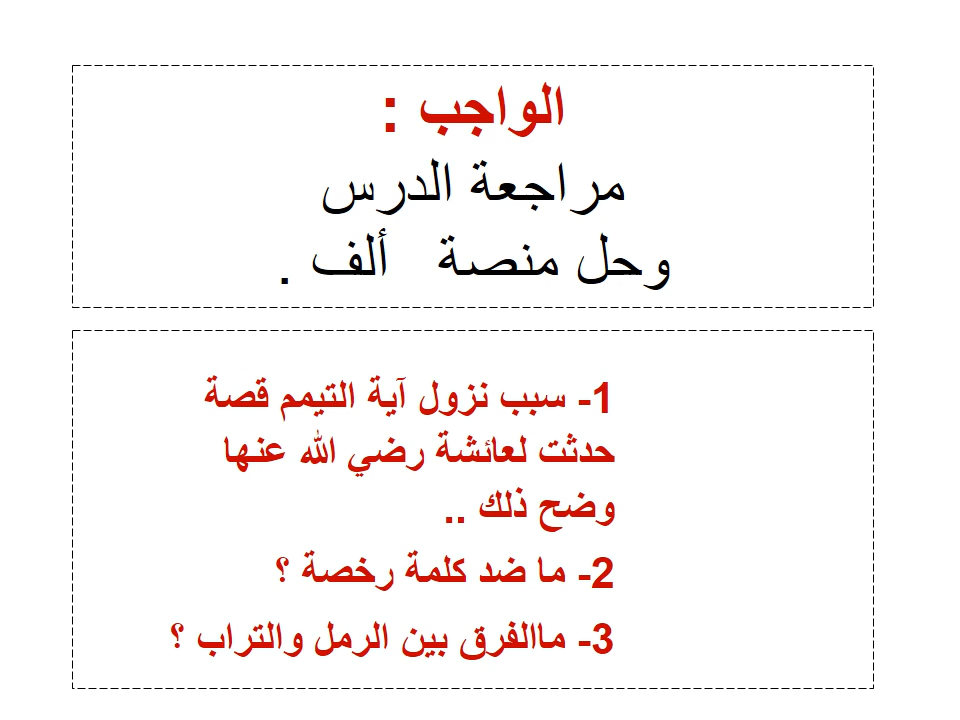 الواجب :
مراجعة الدرس
وحل منصة ألف .
1- سبب نزول آية التيمم قصة
حدثت لعائشة رضي الله عنها
وضح ذلك ..
2- ما ضد كلمة رخصة ؟
3- ماالفرق بين الرمل والتراب ؟